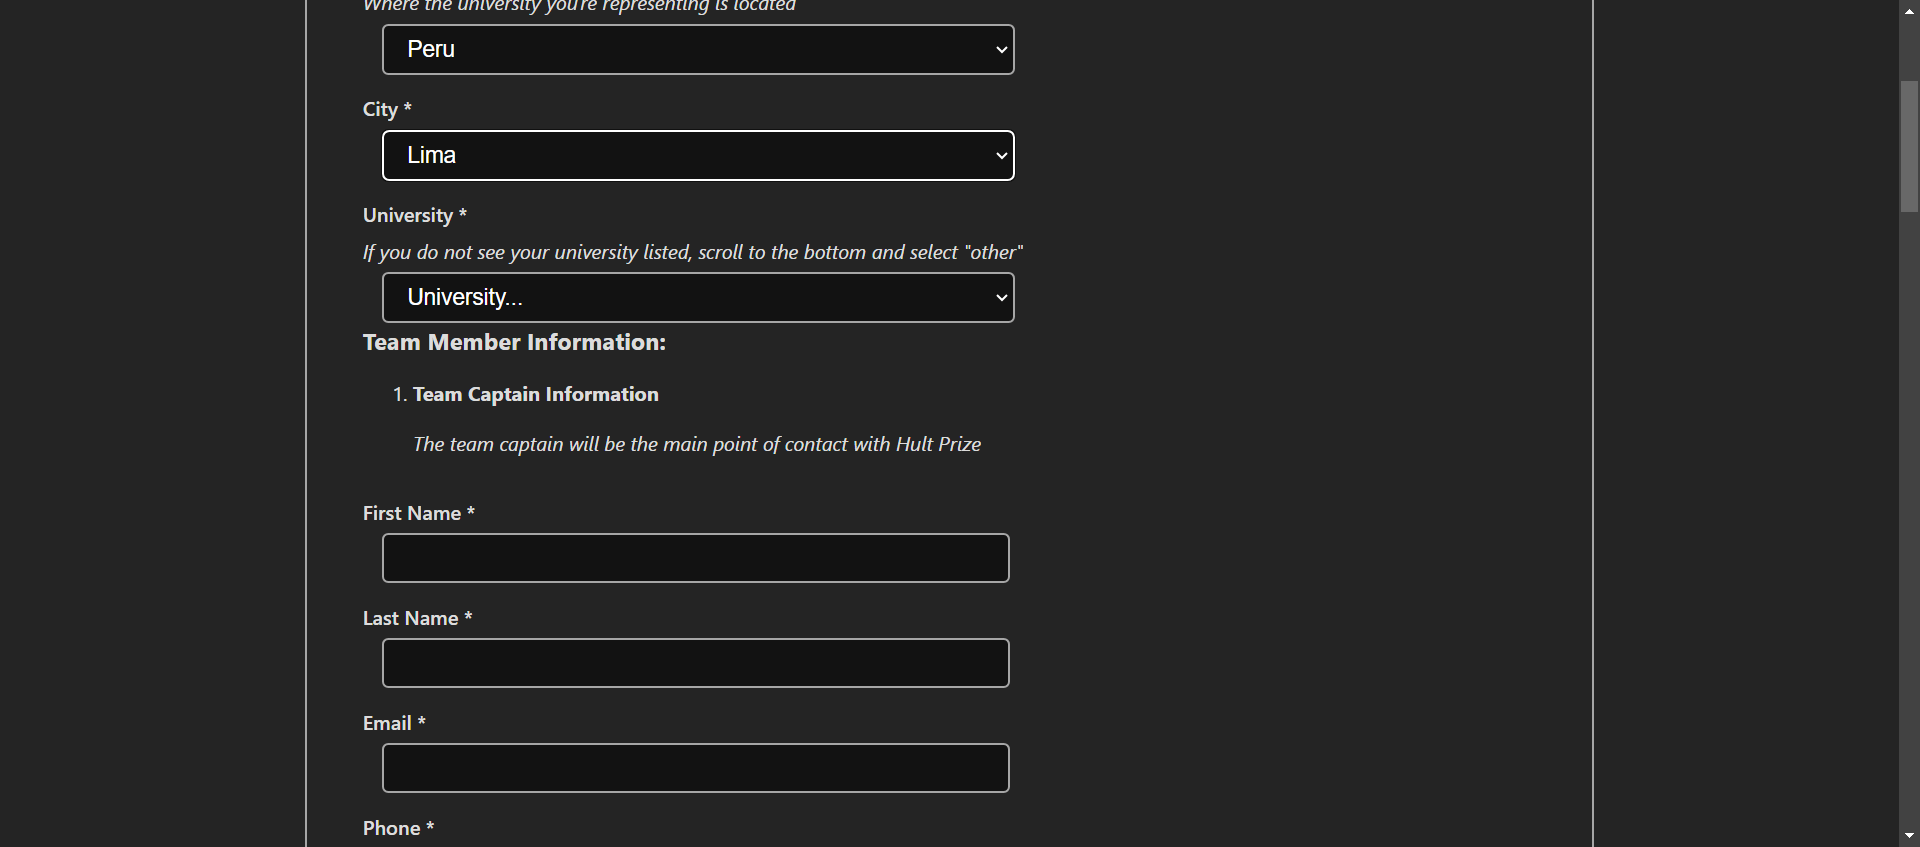 Where the university you're representing is located
Peru
City *
Lima
University *
If you do not see your university listed, scroll to the bottom and select "other"
University...
Team Member Information:
1. Team Captain Information
The team captain will be the main point of contact with Hult Prize
First Name *
Last Name *
Email *
Phone *